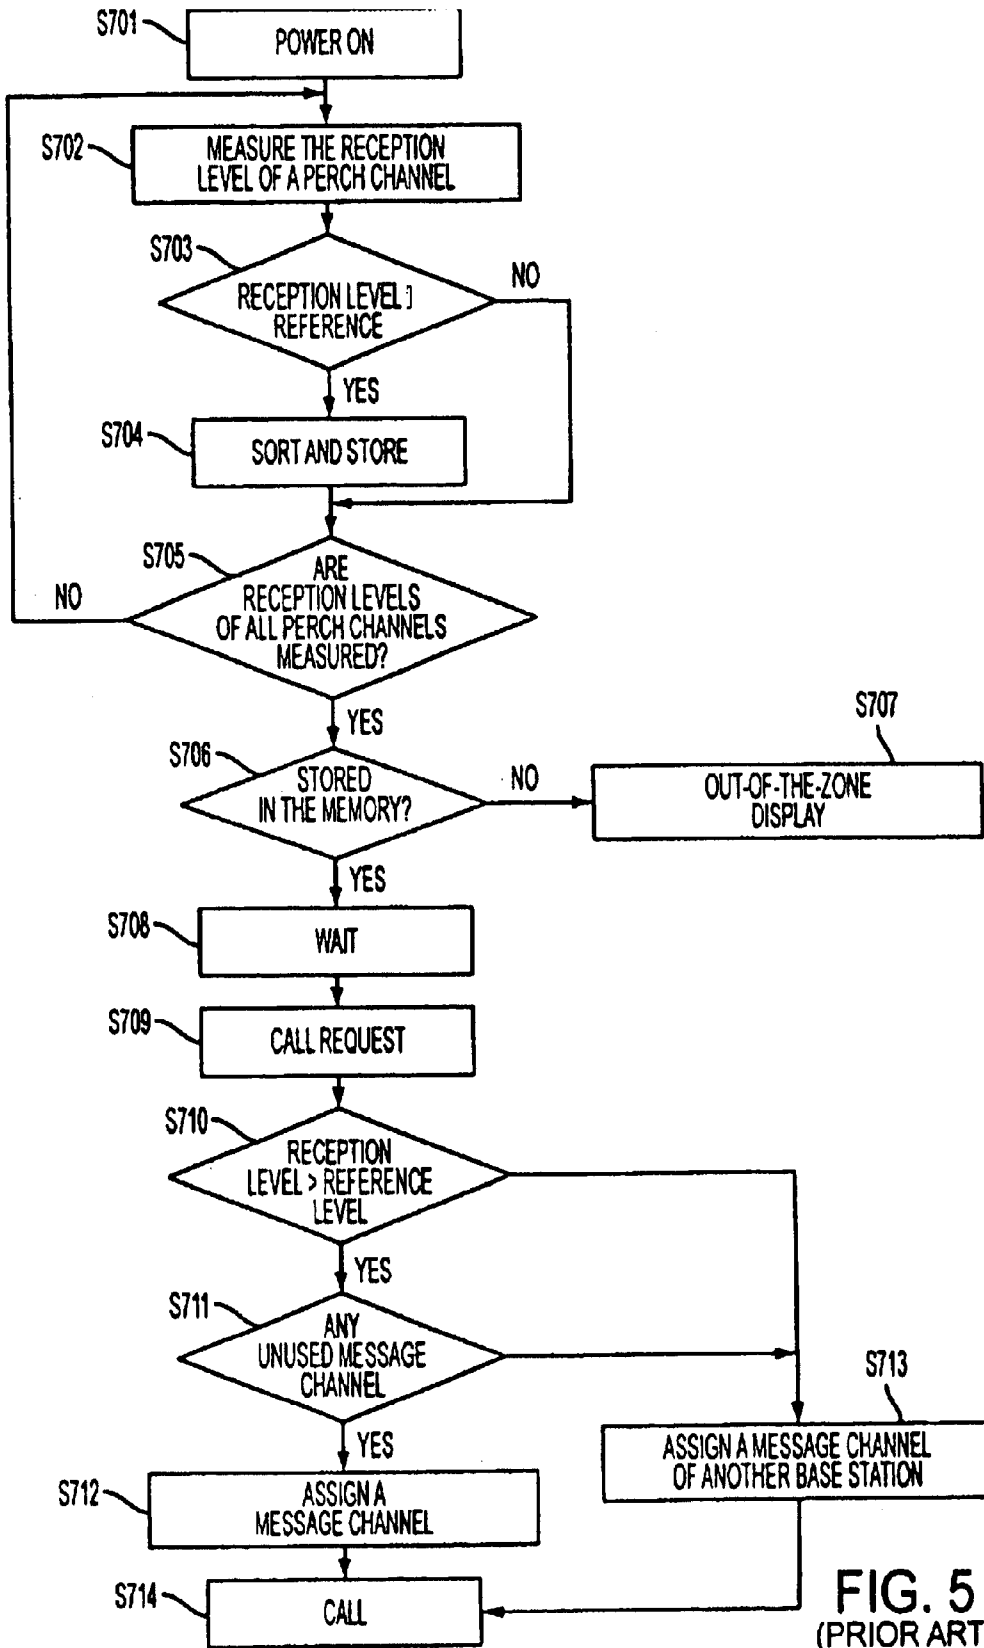 S701
POWER ON
S702
MEASURE THE RECEPTION
LEVEL OF A PERCH CHANNEL
S703
NO
RECEPTION LEVEL ]
REFERENCE
YES
S704
SORT AND STORE
S705
ARE
RECEPTION LEVELS
OF ALL PERCH CHANNELS
MEASURED?
NO
YES
S706
STORED
IN THE MEMORY?
NO
S707
OUT-OF-THE-ZONE
DISPLAY
YES
S708
WAIT
S709
CALL REQUEST
S710
RECEPTION
LEVEL > REFERENCE
LEVEL
YES
S711
ANY
UNUSED MESSAGE
CHANNEL
S713
ASSIGN A MESSAGE CHANNEL
OF ANOTHER BASE STATION
YES
S712
ASSIGN A
MESSAGE CHANNEL
S714
CALL
FIG. 5
(PRIOR ART